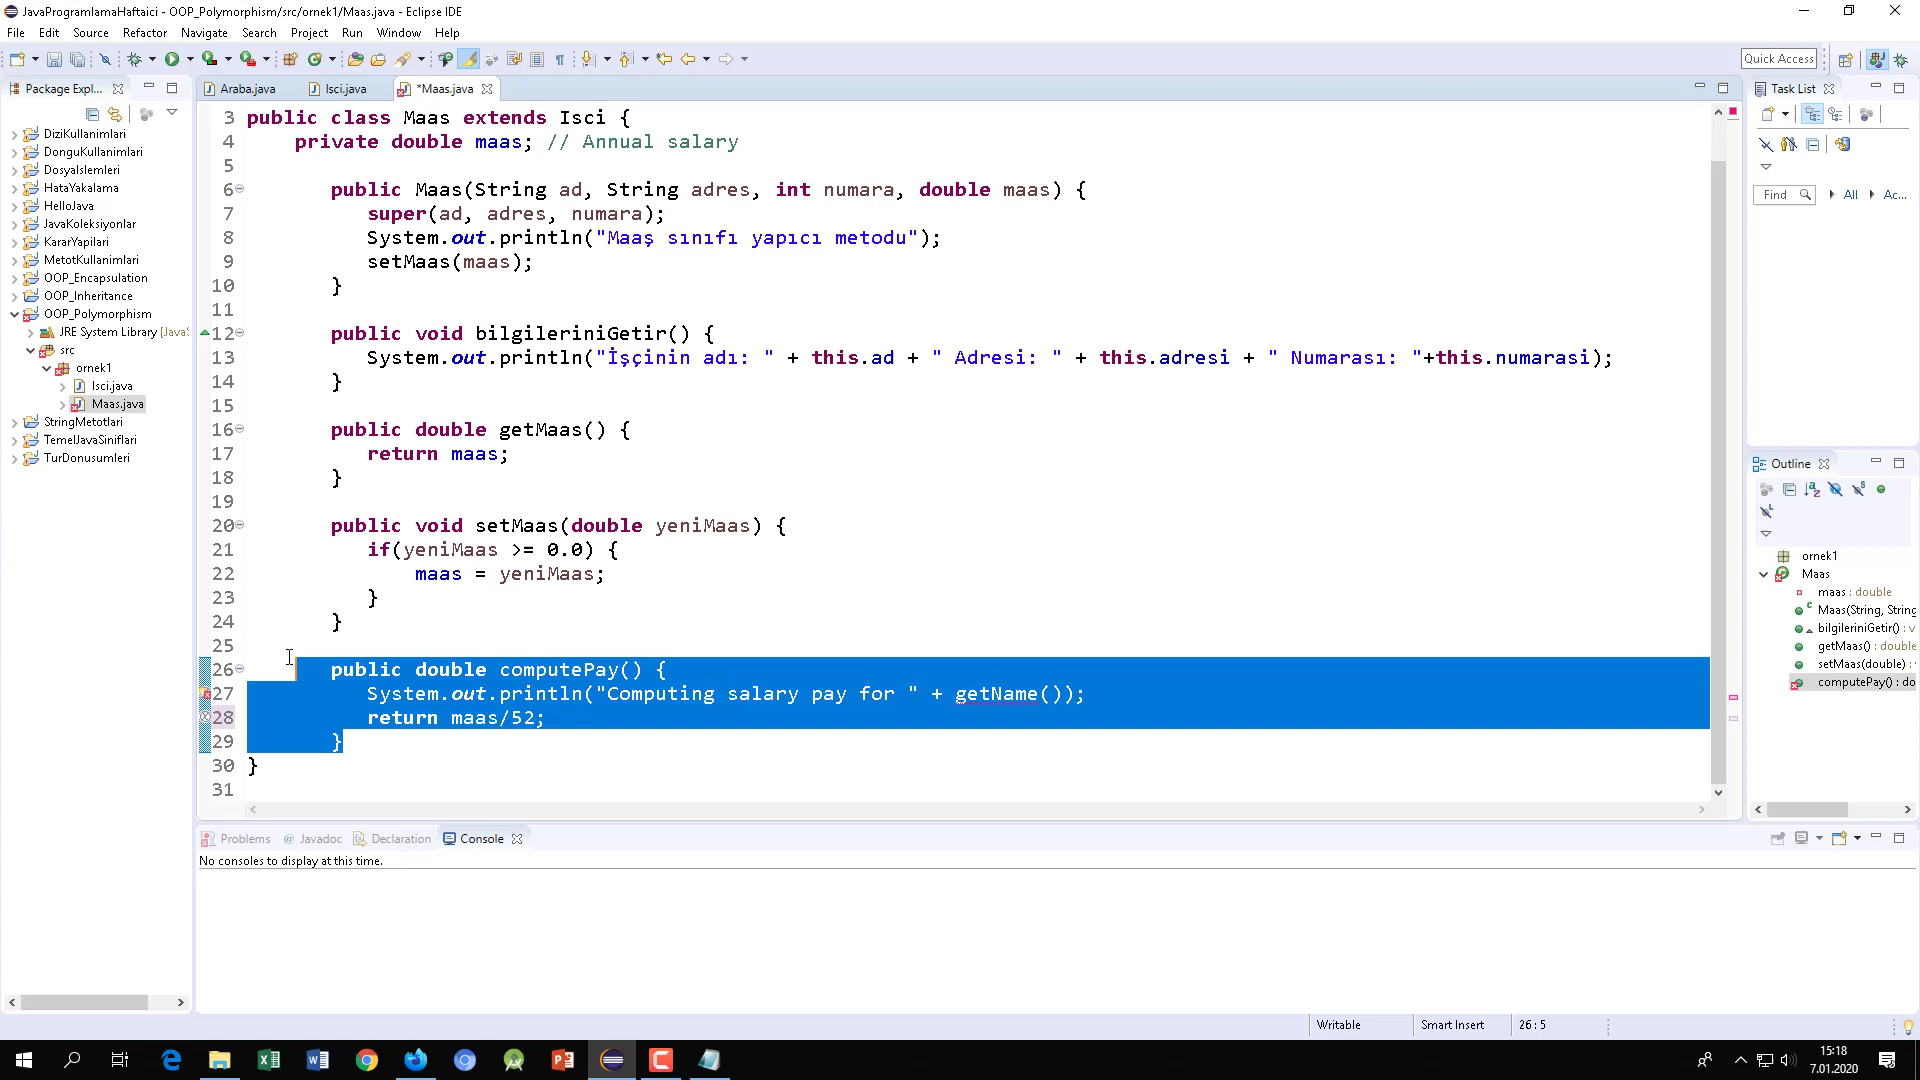 JavaProgramlamaHaftaici - OOP_Polymorphism/src/ornek1/Maas.java - Eclipse IDE
File Edit Source Refactor Navigate Search Project Run Window Help
Quick Access
Package Expl...
Araba.java Isci.java *Maas.java
Task List
DiziKullanimlari
DonguKullanimlari
DosyaIslemleri
HataYakalama
HelloJava
JavaKoleksiyonlar
KararYapilari
MetotKullanimlari
OOP_Encapsulation
OOP_Inheritance
OOP_Polymorphism
JRE System Library [JavaS
src
ornek1
Isci.java
Maas.java
StringMetotlari
TemelJavaSiniflari
TurDonusumleri
3 public class Maas extends Isci {
4 private double maas; // Annual salary
5
6 public Maas(String ad, String adres, int numara, double maas) {
7 super(ad, adres, numara);
8 System.out.println("Maaş sınıfı yapıcı metodu");
9 setMaas(maas);
10 }
11
12 public void bilgileriniGetir() {
13 System.out.println("İşçinin adı: " + this.ad + " Adresi: " + this.adresi + " Numarası: "+this.numarasi);
14 }
15
16 public double getMaas() {
17 return maas;
18 }
19
20 public void setMaas(double yeniMaas) {
21 if(yeniMaas >= 0.0) {
22 maas = yeniMaas;
23 }
24 }
25
26 public double computePay() {
27 System.out.println("Computing salary pay for " + getName());
28 return maas/52;
29 }
30 }
31
Find All Ac...
Outline
ornek1
Maas
maas : double
Maas(String, String
bilgileriniGetir() : v
getMaas() : double
setMaas(double) :
computePay() : do
Problems @ Javadoc Declaration Console
No consoles to display at this time.
Writable Smart Insert 26 : 5
15:18
7.01.2020